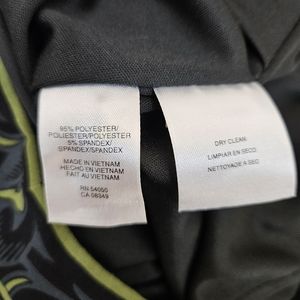 95% POLYESTER/
POLIESTER/POLYESTER
5% SPANDEX/
SPANDEX/SPANDEX
MADE IN VIETNAM
HECHO EN VIETNAM
FAIT AU VIETNAM
RN 54050
CA 08349
DRY CLEAN
LIMPIAR EN SECO
NETTOYAGE A SEC